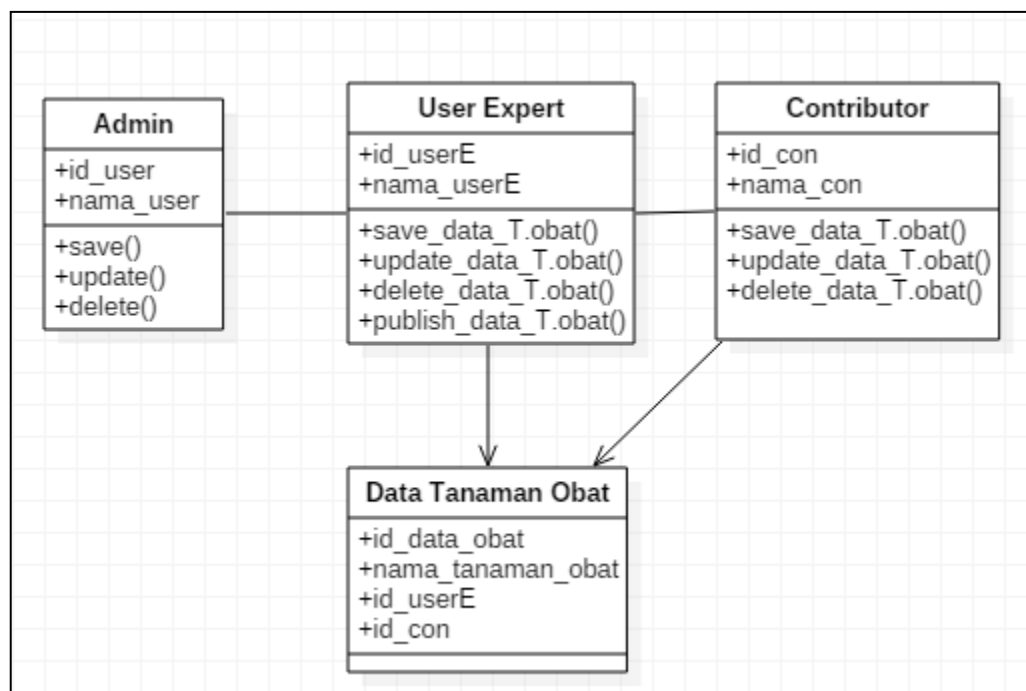 Admin
+id_user
+nama_user
+save()
+update()
+delete()
User Expert
+id_userE
+nama_userE
+save_data_T.obat()
+update_data_T.obat()
+delete_data_T.obat()
+publish_data_T.obat()
Contributor
+id_con
+nama_con
+save_data_T.obat()
+update_data_T.obat()
+delete_data_T.obat()
Data Tanaman Obat
+id_data_obat
+nama_tanaman_obat
+id_userE
+id_con